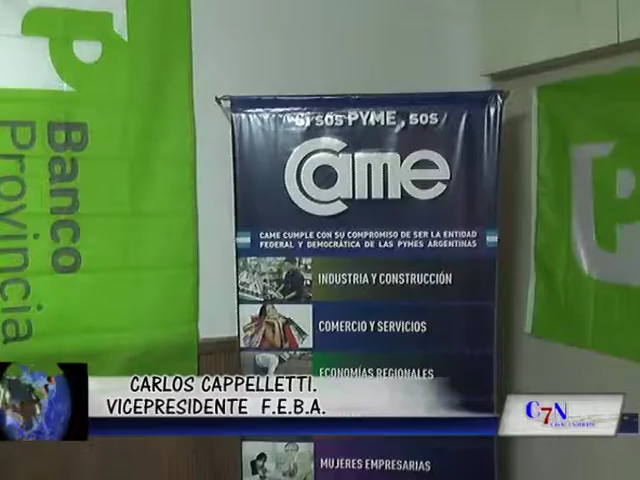 Banco
Provincia
Si SOS PYME, SOS
Came
CAME CUMPLE CON SU COMPROMISO DE SER LA ENTIDAD
FEDERAL Y DEMOCRÁTICA DE LAS PYMES ARGENTINAS
INDUSTRIA Y CONSTRUCCIÓN
COMERCIO Y SERVICIOS
ECONOMÍAS REGIONALES
MUJERES EMPRESARIAS
CARLOS CAPPELLETTI.
VICEPRESIDENTE F.E.B.A.
C7N